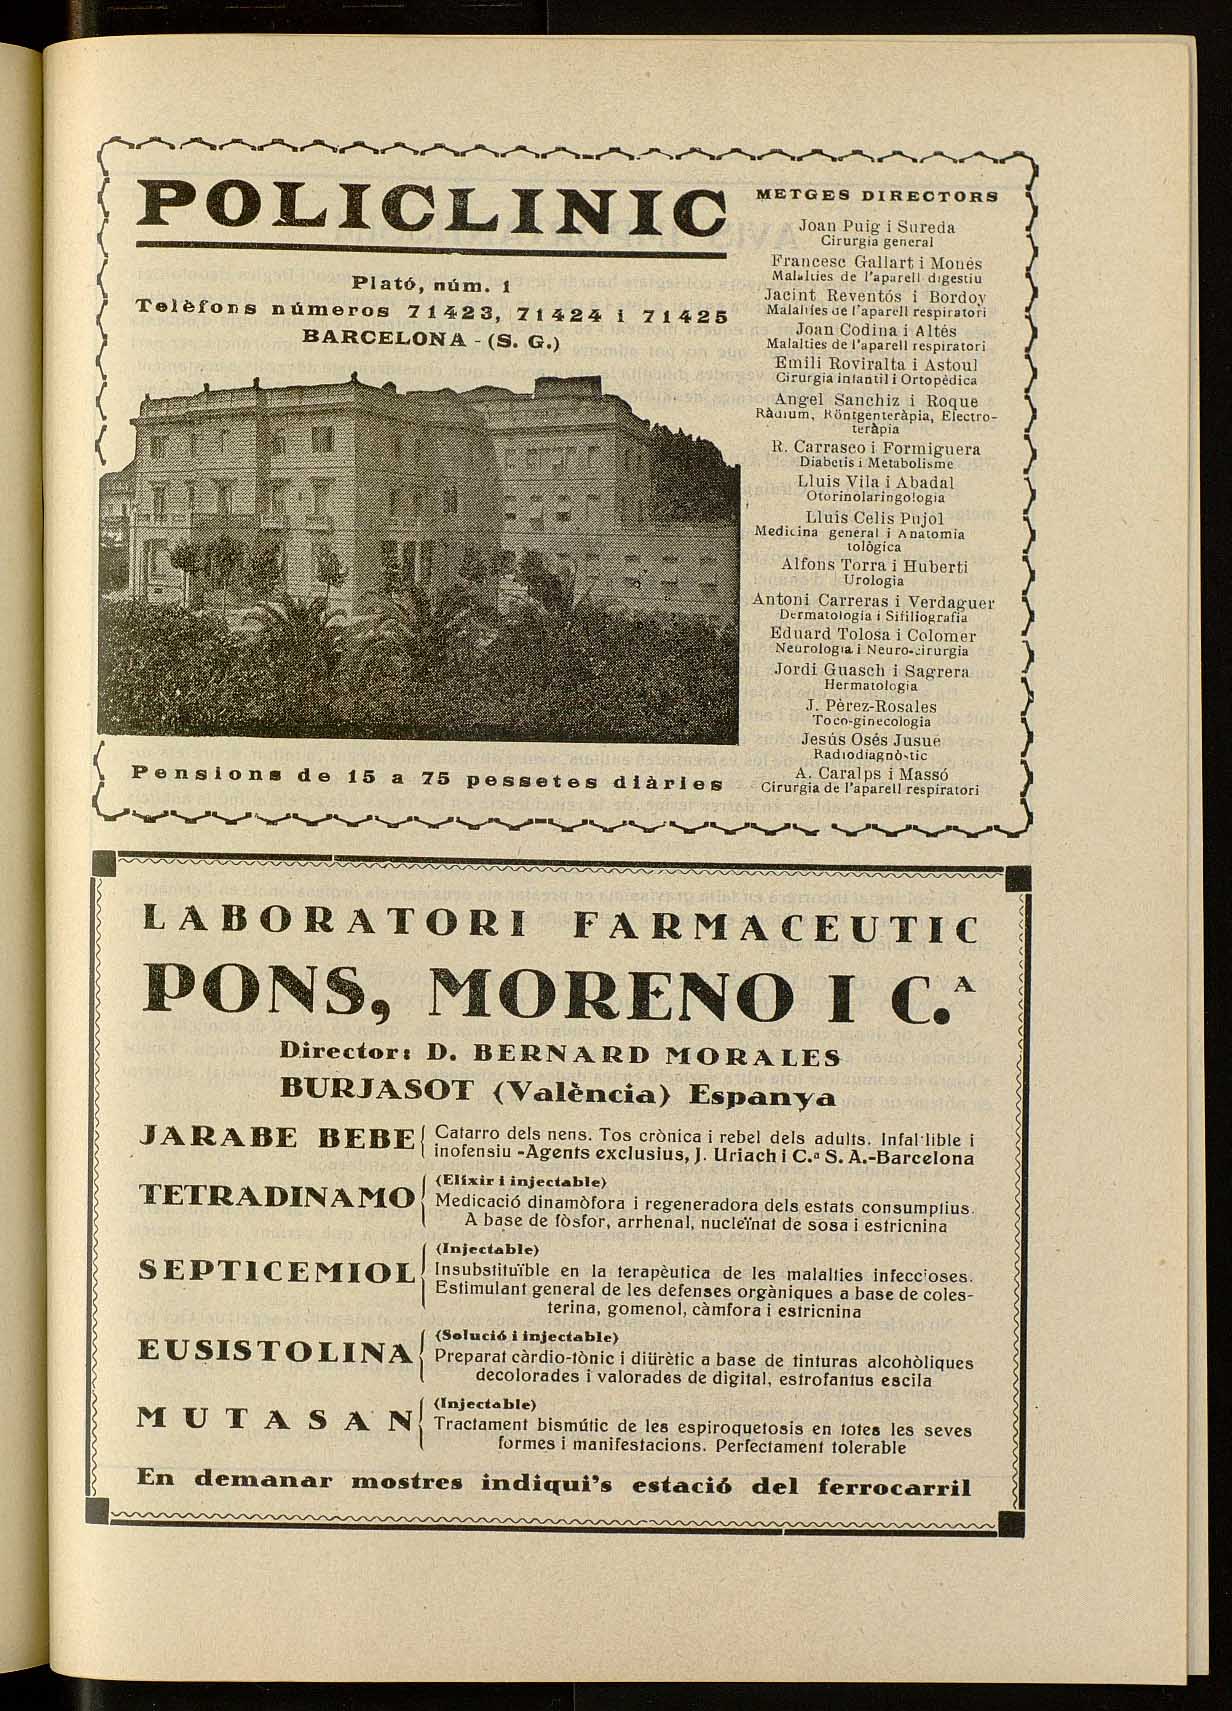 POLICLINIC
Plató, núm. 1
Telèfons números 71423, 71424 i 71425
BARCELONA - (S. G.)
Pensions de 15 a 75 pessetes diàries
METGES DIRECTORS
Joan Puig i Sureda
Cirurgia general
Francesc Gallart i Monés
Malalties de l'aparell digestiu
Jacint Reventós i Bordoy
Malalties de l'aparell respiratori
Joan Codina i Altés
Malalties de l'aparell respiratori
Emili Roviralta i Astoul
Cirurgia infantil i Ortopèdica
Angel Sanchiz i Roque
Ràdium, Röntgenteràpia, Electro-
teràpia
R. Carrasco i Formiguera
Diabetis i Metabolisme
Lluis Vila i Abadal
Otorinolaringologia
Lluis Celis Pujol
Medicina general i Anatomia
tològica
Alfons Torra i Huberti
Urologia
Antoni Carreras i Verdaguer
Dermatologia i Sifiliografia
Eduard Tolosa i Colomer
Neurologia i Neuro-cirurgia
Jordi Guasch i Sagrera
Hermatologia
J. Pèrez-Rosales
Toco-ginecologia
Jesús Osés Jusué
Radiodiagnòstic
A. Caralps i Massó
Cirurgia de l'aparell respiratori
LABORATORI FARMACEUTIC
PONS, MORENO I C.ᴬ
Director: D. BERNARD MORALES
BURJASOT (València) Espanya
JARABE BEBE
Catarro dels nens. Tos crònica i rebel dels adults. Infal·lible i
inofensiu -Agents exclusius, J. Uriach i C.ª S. A.-Barcelona
TETRADINAMO
(Elíxir i injectable)
Medicació dinamòfora i regeneradora dels estats consumptius.
A base de fòsfor, arrhenal, nucleïnat de sosa i estricnina
SEPTICEMIOL
(Injectable)
Insubstituïble en la terapèutica de les malalties infeccioses.
Estimulant general de les defenses orgàniques a base de coles-
terina, gomenol, càmfora i estricnina
EUSISTOLINA
(Solució i injectable)
Preparat càrdio-tònic i diürètic a base de tinturas alcohòliques
decolorades i valorades de digital, estrofantus escila
MUTASAN
(Injectable)
Tractament bismútic de les espiroquetosis en totes les seves
formes i manifestacions. Perfectament tolerable
En demanar mostres indiqui's estació del ferrocarril